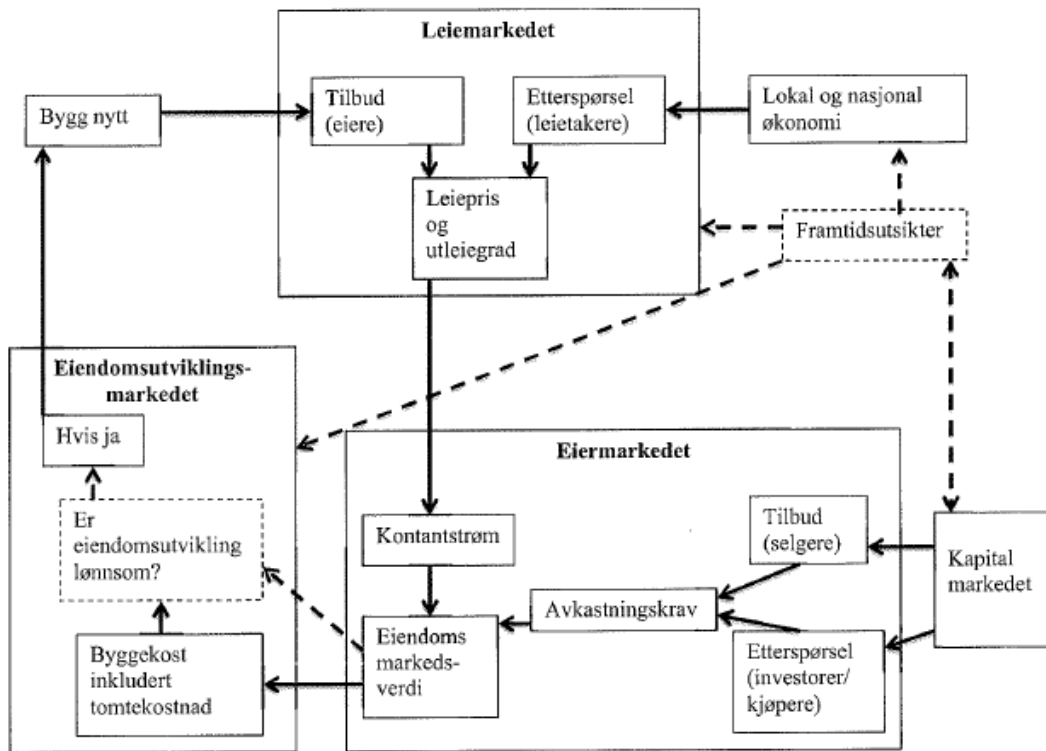 Leiemarkedet
Bygg nytt
Tilbud
(eiere)
Etterspørsel
(leietakere)
Lokal og nasjonal
økonomi
Leiepris
og
utleiegrad
Framtidsutsikter
Eiendomsutviklings-
markedet
Hvis ja
Er
eiendomsutvikling
lønnsom?
Byggekost
inkludert
tomtekostnad
Eiermarkedet
Kontantstrøm
Tilbud
(selgere)
Kapital
markedet
Avkastningskrav
Eiendoms
markeds-
verdi
Etterspørsel
(investorer/
kjøpere)